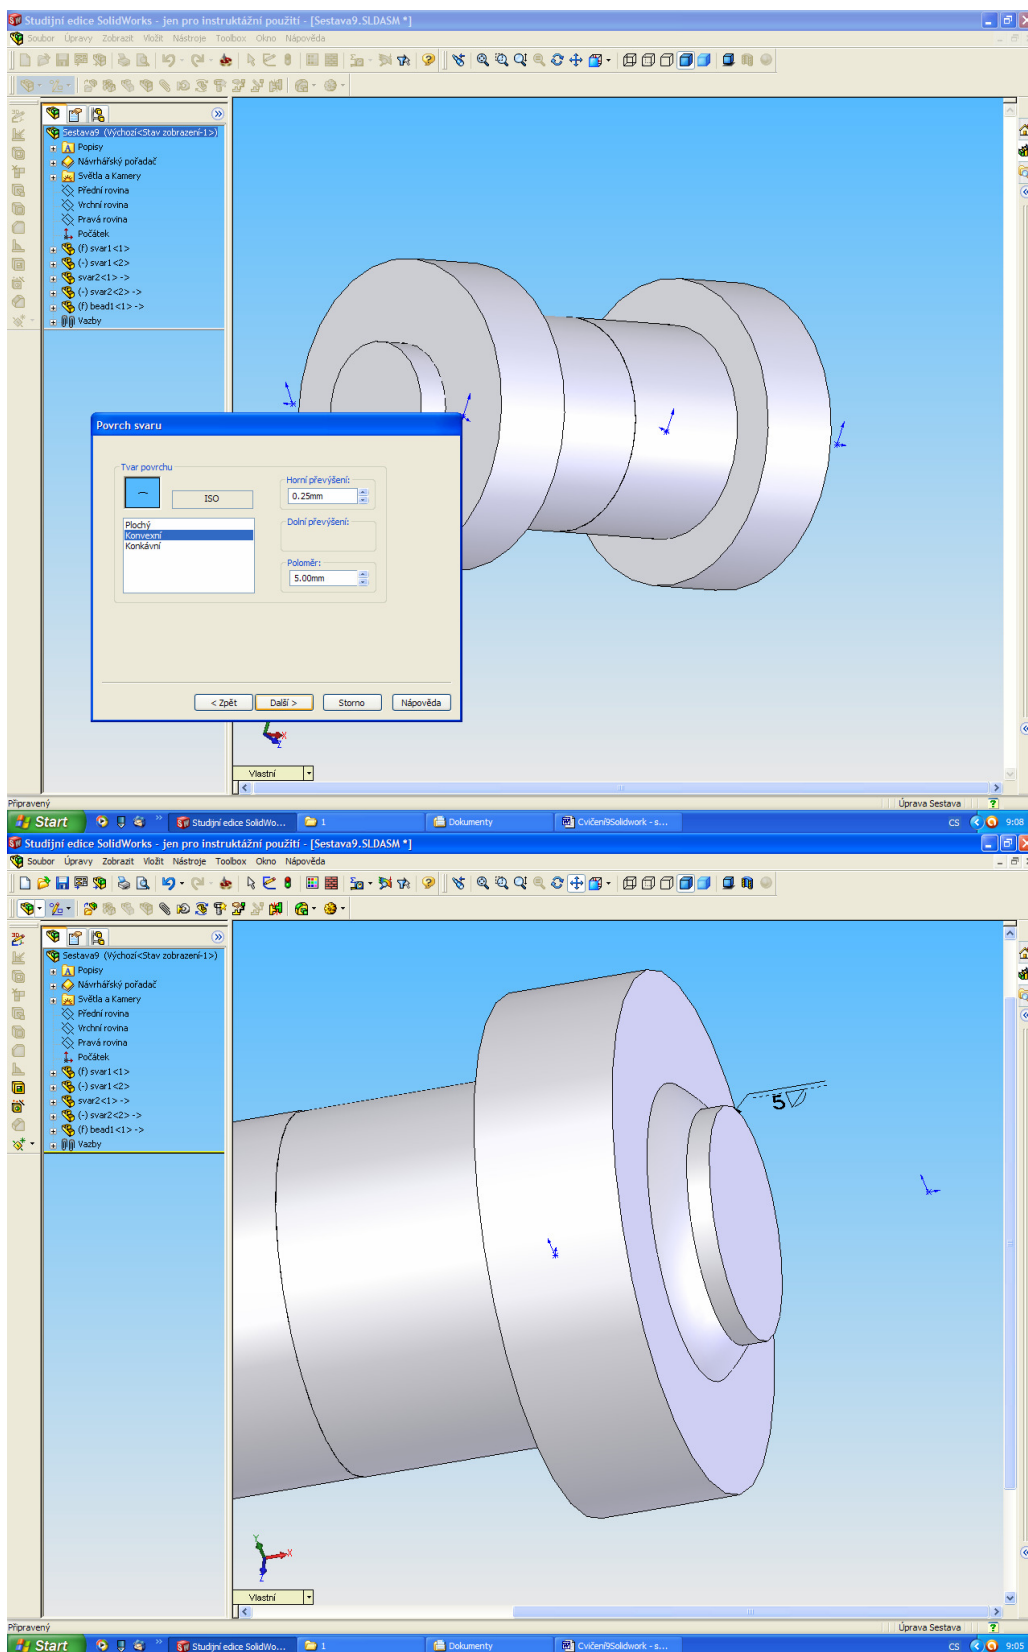 Studijní edice SolidWorks - jen pro instruktážní použití - [Sestava9.SLDASM *]
Soubor Úpravy Zobrazit Vložit Nástroje Toolbox Okno Nápověda
Sestava9 (Výchozí<Stav zobrazení-1>)
Popisy
Návrhářský pořadač
Světla a Kamery
Přední rovina
Vrchní rovina
Pravá rovina
Počátek
(f) svar1<1>
(-) svar1<2>
svar2<1> ->
(-) svar2<2> ->
(f) bead1<1> ->
Vazby
Povrch svaru
Tvar povrchu
ISO
Plochý
Konvexní
Konkávní
Horní převýšení:
0.25mm
Dolní převýšení:
Poloměr:
5.00mm
< Zpět Další > Storno Nápověda
X
Z
Vlastní
Připravený Úprava Sestava
Start Studijní edice SolidWo... 1 Dokumenty Cvičení9Solidwork - s... CS 9:08
Studijní edice SolidWorks - jen pro instruktážní použití - [Sestava9.SLDASM *]
Soubor Úpravy Zobrazit Vložit Nástroje Toolbox Okno Nápověda
Sestava9 (Výchozí<Stav zobrazení-1>)
Popisy
Návrhářský pořadač
Světla a Kamery
Přední rovina
Vrchní rovina
Pravá rovina
Počátek
(f) svar1<1>
(-) svar1<2>
svar2<1> ->
(-) svar2<2> ->
(f) bead1<1> ->
Vazby
5
Y
X
Z
Vlastní
Připravený Úprava Sestava
Start Studijní edice SolidWo... 1 Dokumenty Cvičení9Solidwork - s... CS 9:05